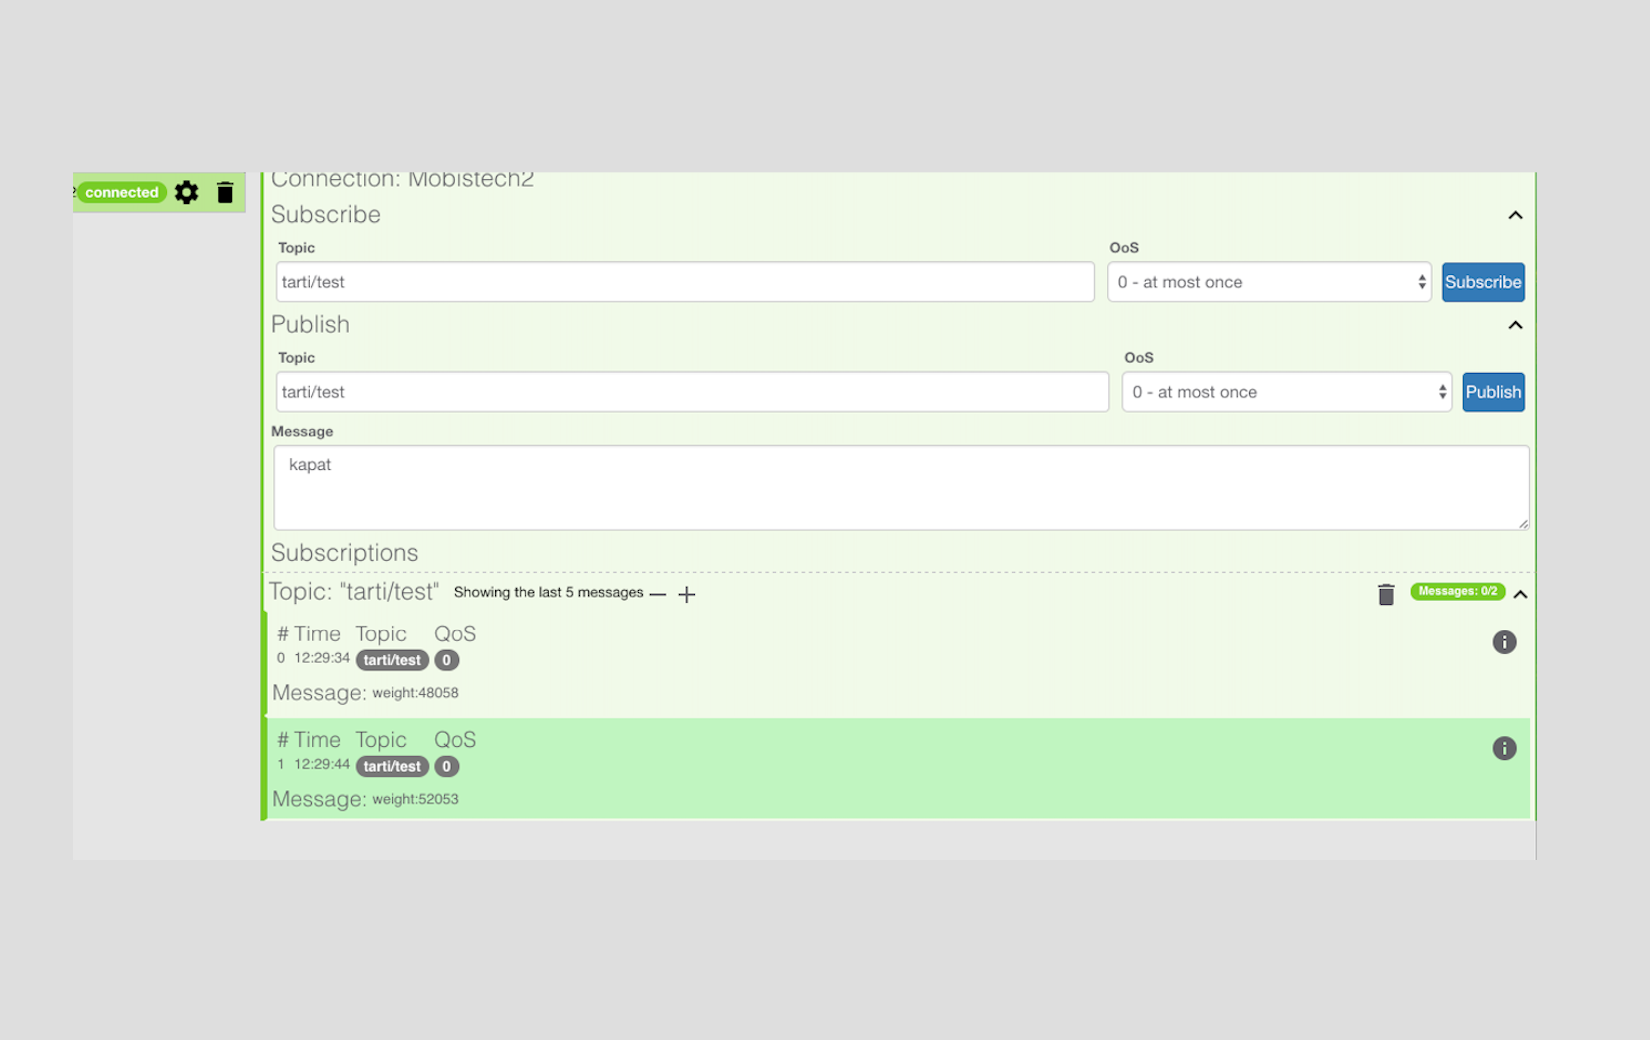 connected
Connection: Mobistech2
Subscribe
Topic OoS
tarti/test 0 - at most once Subscribe
Publish
Topic OoS
tarti/test 0 - at most once Publish
Message
kapat
Subscriptions
Topic: "tarti/test" Showing the last 5 messages Messages: 0/2
# Time Topic QoS
0 12:29:34 tarti/test 0
Message: weight:48058
# Time Topic QoS
1 12:29:44 tarti/test 0
Message: weight:52053